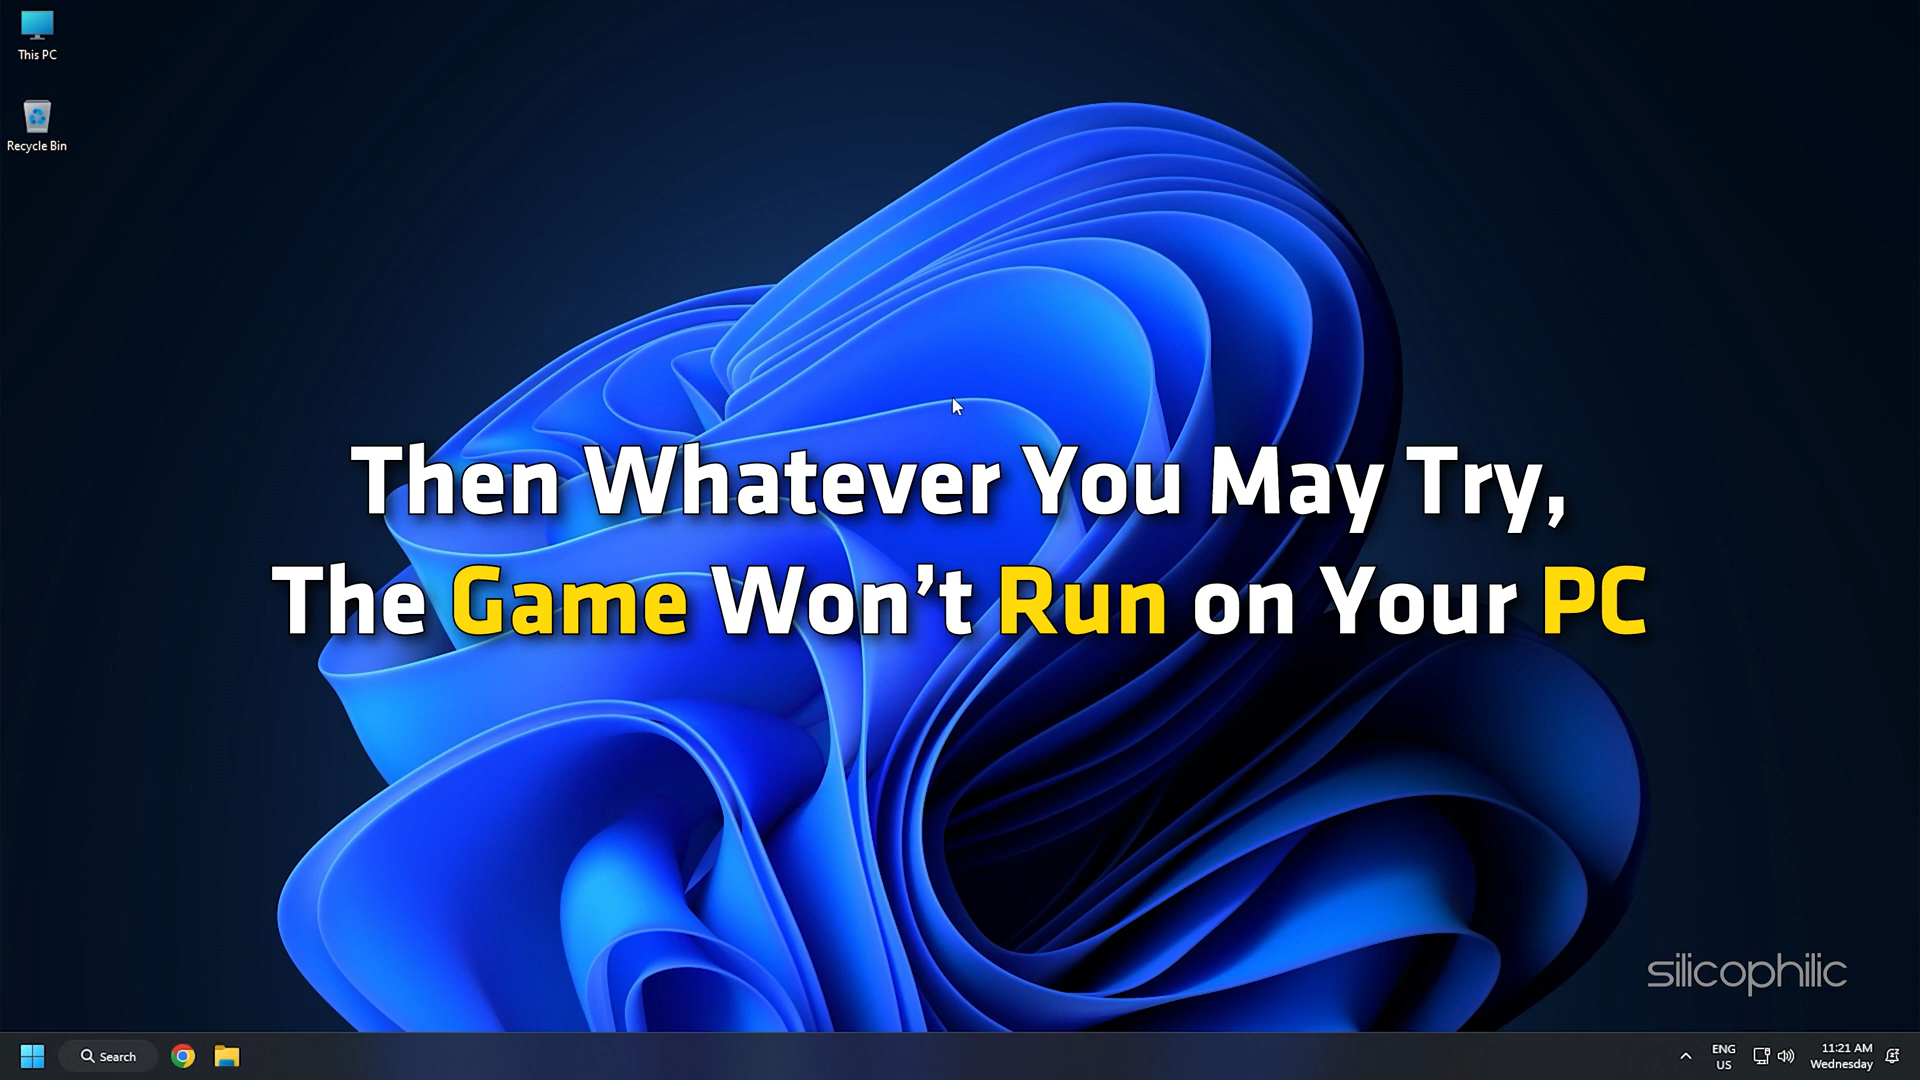 This PC
Recycle Bin
Then Whatever You May Try,
The Game Won’t Run on Your PC
silicophilic
Search
ENG
US
11:21 AM
Wednesday